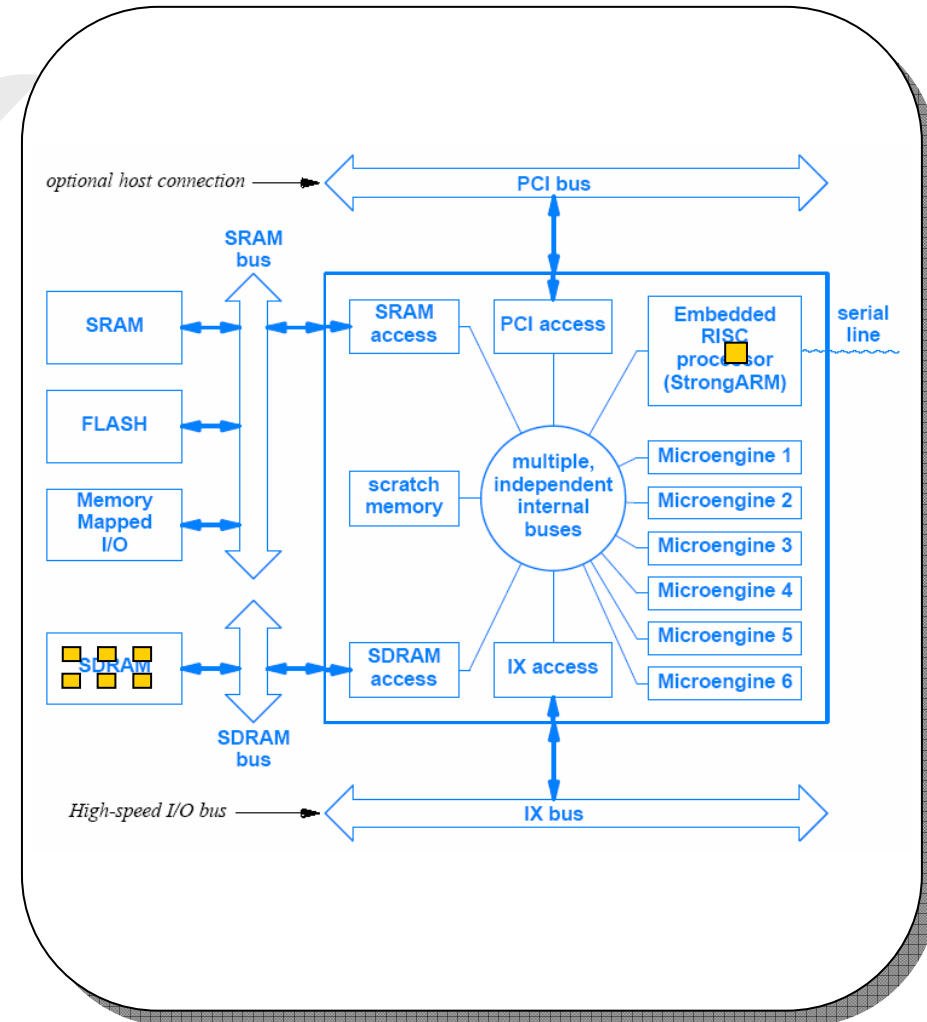 optional host connection
PCI bus
SRAM
bus
SRAM
SRAM
access
PCI access
Embedded
RISC
processor
(StrongARM)
serial
line
FLASH
Memory
Mapped
I/O
scratch
memory
multiple,
independent
internal
buses
Microengine 1
Microengine 2
Microengine 3
Microengine 4
Microengine 5
Microengine 6
SDRAM
SDRAM
access
IX access
SDRAM
bus
High-speed I/O bus
IX bus